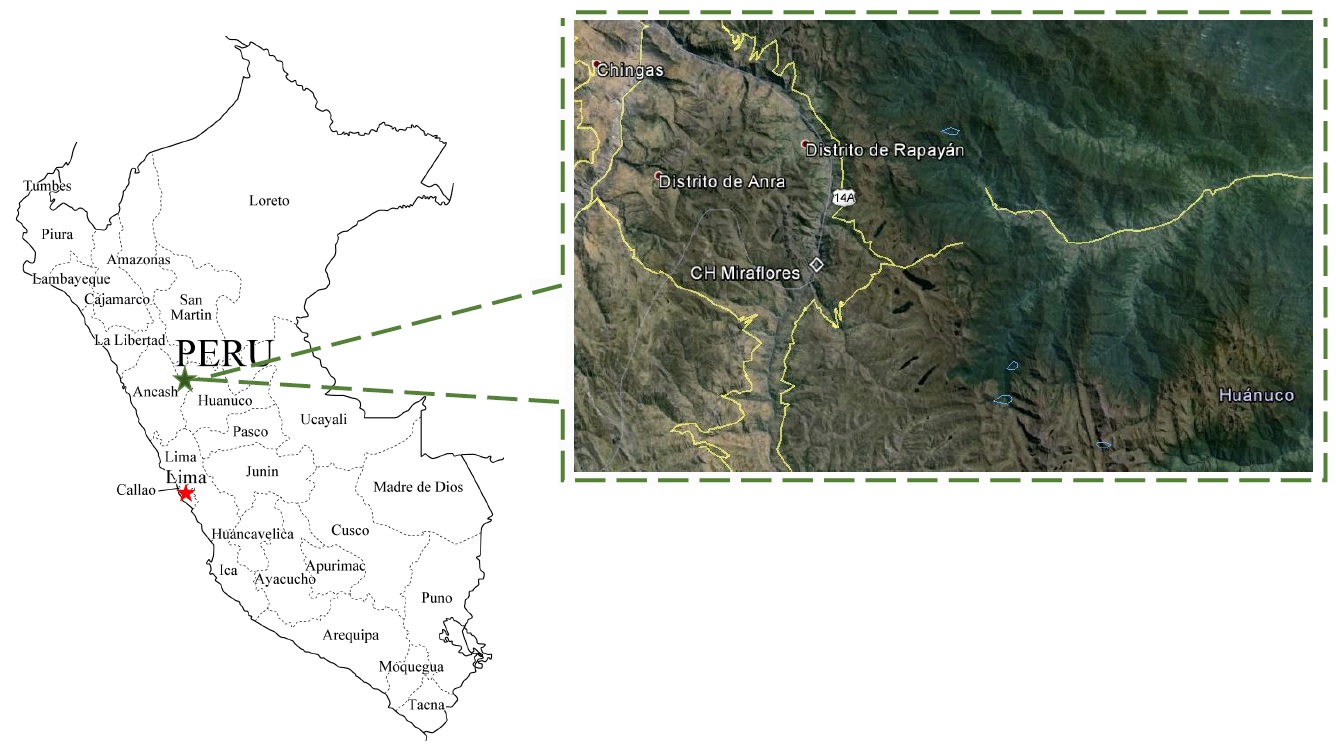 Tumbes
Loreto
Piura
Amazonas
Lambayeque
Cajamarco
San
Martin
La Libertad
PERU
Ancash
Huanuco
Ucayali
Pasco
Lima
Junin
Lima
Callao
Madre de Dios
Huancavelica
Cusco
Ica
Apurimac
Ayacucho
Puno
Arequipa
Moquegua
Tacna
Chingas
Distrito de Rapayán
Distrito de Anra
14A
CH Miraflores
Huánuco